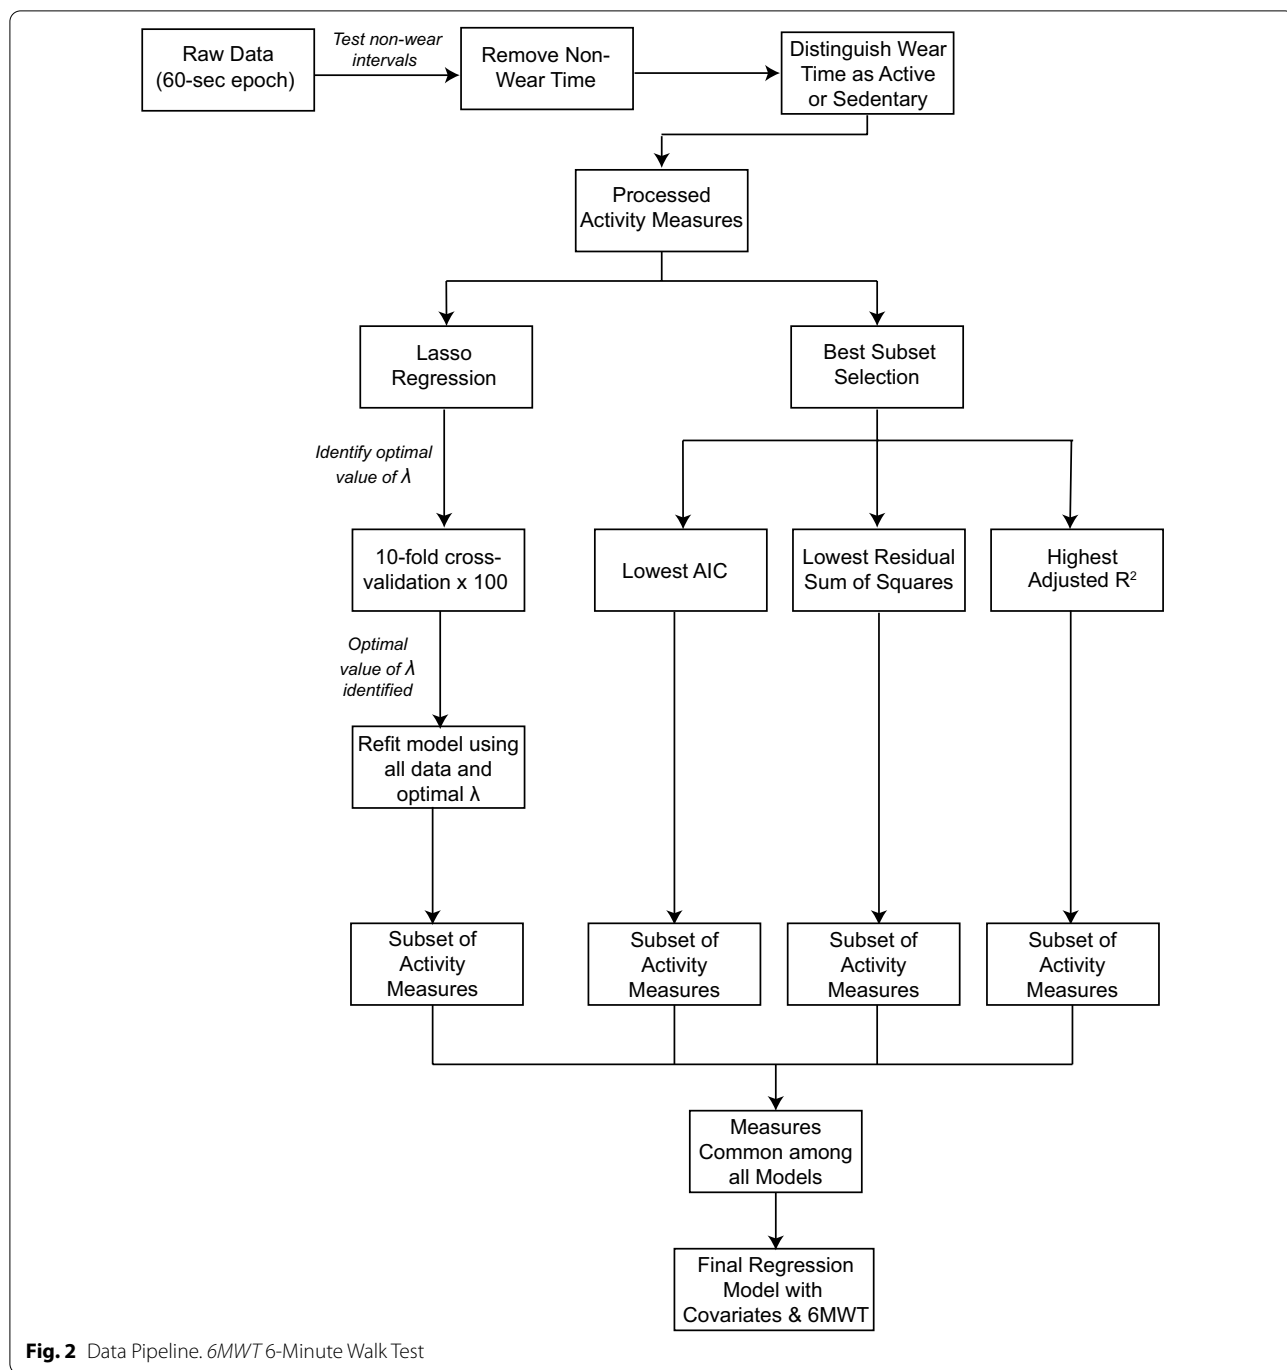 Raw Data
(60-sec epoch)
Test non-wear
intervals
Remove Non-
Wear Time
Distinguish Wear
Time as Active
or Sedentary
Processed
Activity Measures
Lasso
Regression
Best Subset
Selection
Identify optimal
value of λ
10-fold cross-
validation x 100
Lowest AIC
Lowest Residual
Sum of Squares
Highest
Adjusted R²
Optimal
value of λ
identified
Refit model using
all data and
optimal λ
Subset of
Activity
Measures
Subset of
Activity
Measures
Subset of
Activity
Measures
Subset of
Activity
Measures
Measures
Common among
all Models
Final Regression
Model with
Covariates & 6MWT
Fig. 2 Data Pipeline. 6MWT 6-Minute Walk Test